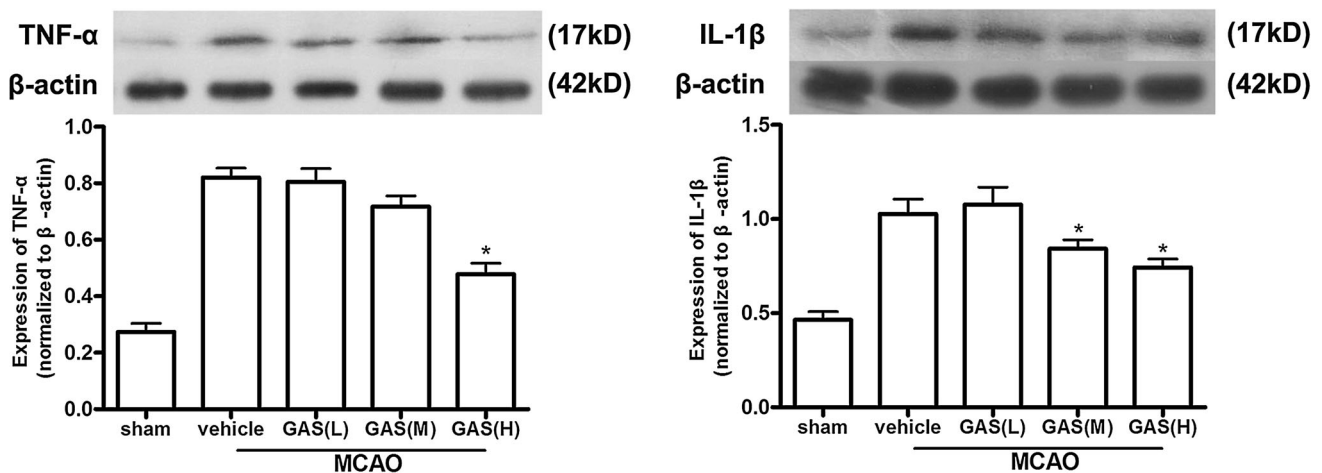 TNF-α (17kD)
β-actin (42kD)
Expression of TNF-α
(normalized to β -actin)
1.0
0.8
0.6
0.4
0.2
0.0
*
sham vehicle GAS(L) GAS(M) GAS(H)
MCAO
IL-1β (17kD)
β-actin (42kD)
Expression of IL-1β
(normalized to β -actin)
1.5
1.0
0.5
0.0
* *
sham vehicle GAS(L) GAS(M) GAS(H)
MCAO